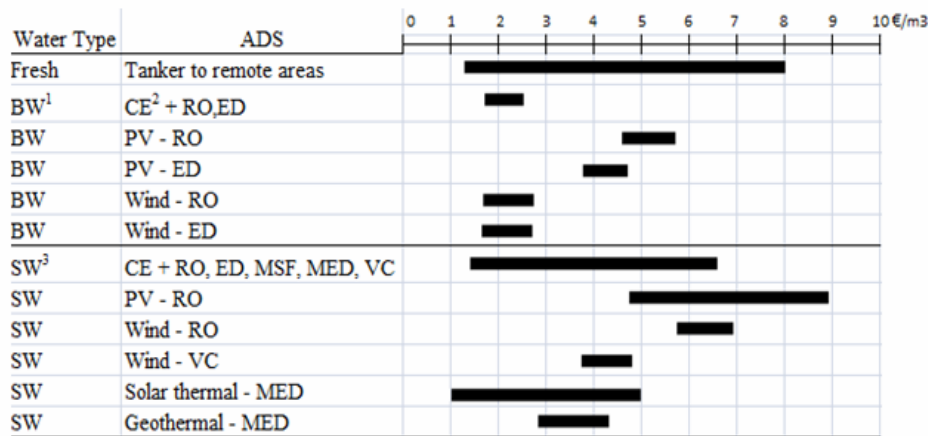 0 1 2 3 4 5 6 7 8 9 10 €/m3
Water Type ADS
Fresh Tanker to remote areas
BW¹ CE² + RO,ED
BW PV - RO
BW PV - ED
BW Wind - RO
BW Wind - ED
SW³ CE + RO, ED, MSF, MED, VC
SW PV - RO
SW Wind - RO
SW Wind - VC
SW Solar thermal - MED
SW Geothermal - MED